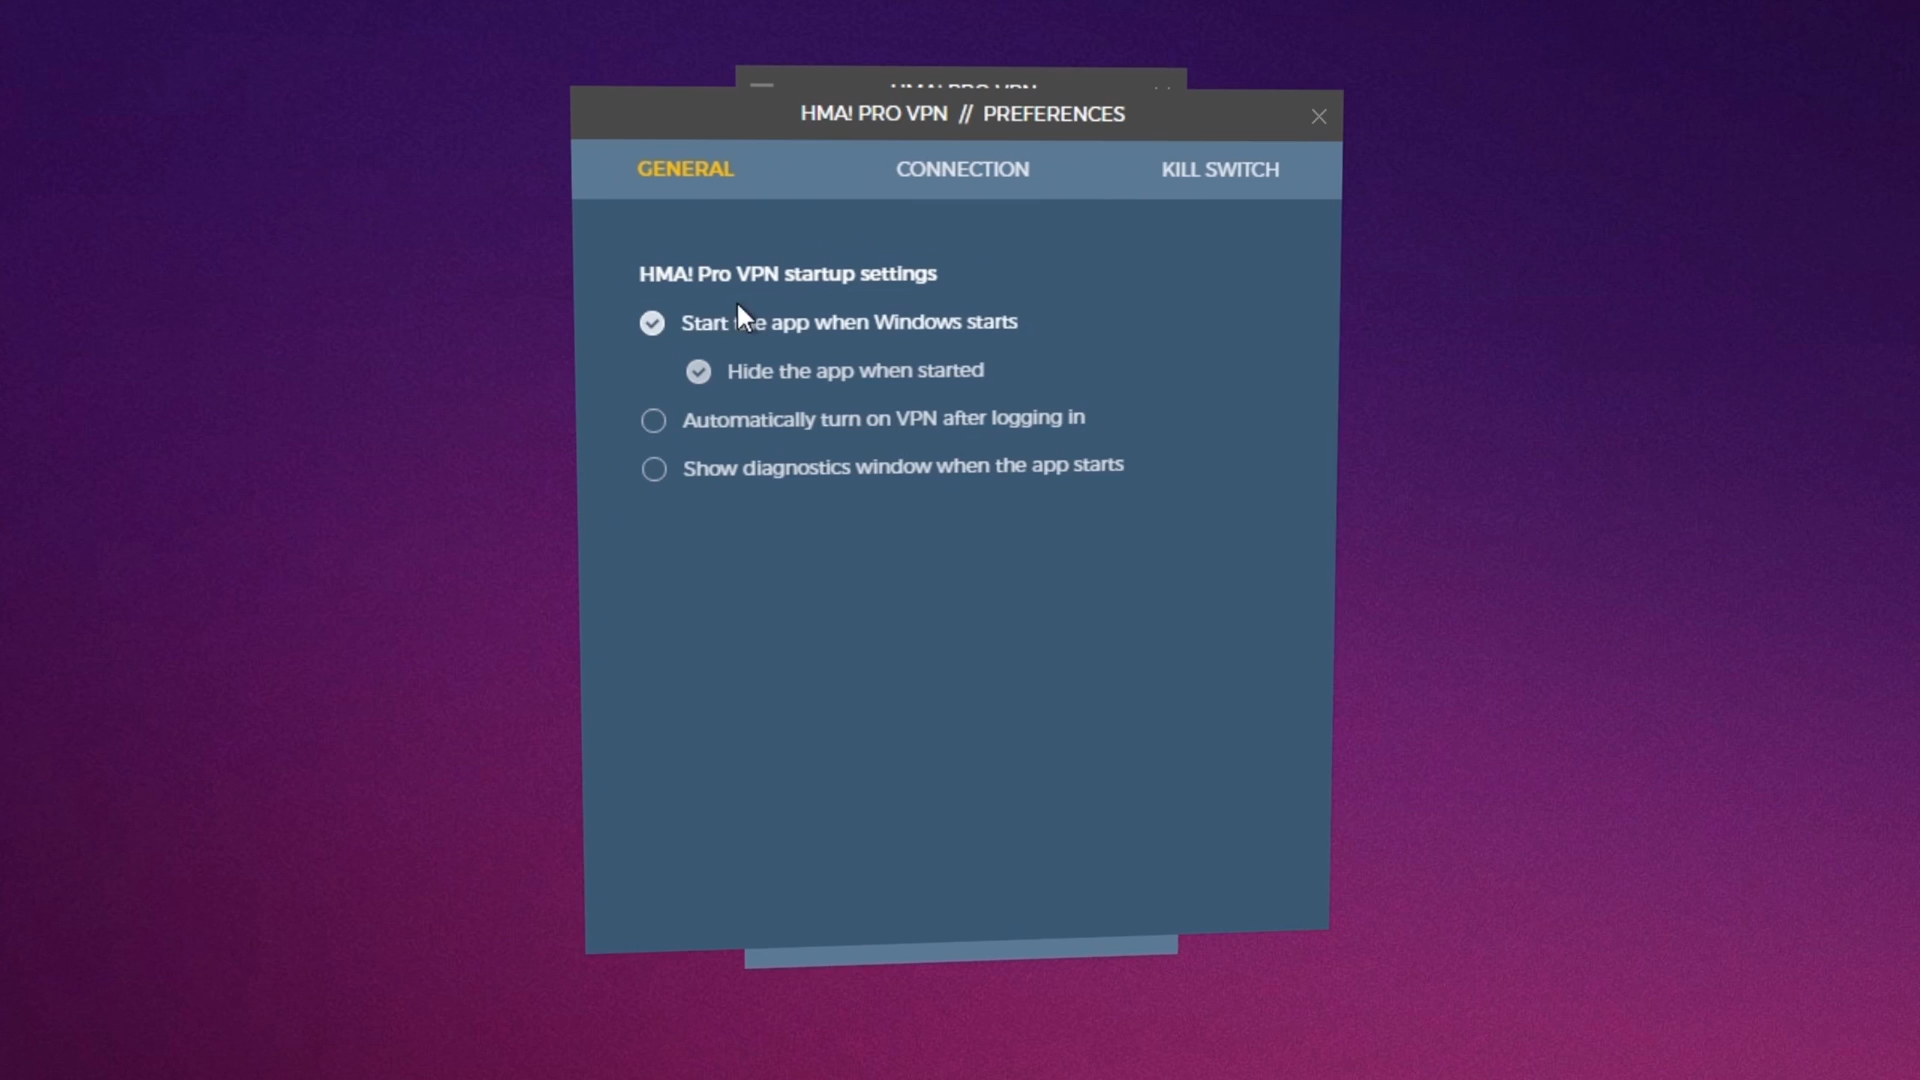 HMA! PRO VPN // PREFERENCES
GENERAL CONNECTION KILL SWITCH
HMA! Pro VPN startup settings
Start the app when Windows starts
Hide the app when started
Automatically turn on VPN after logging in
Show diagnostics window when the app starts